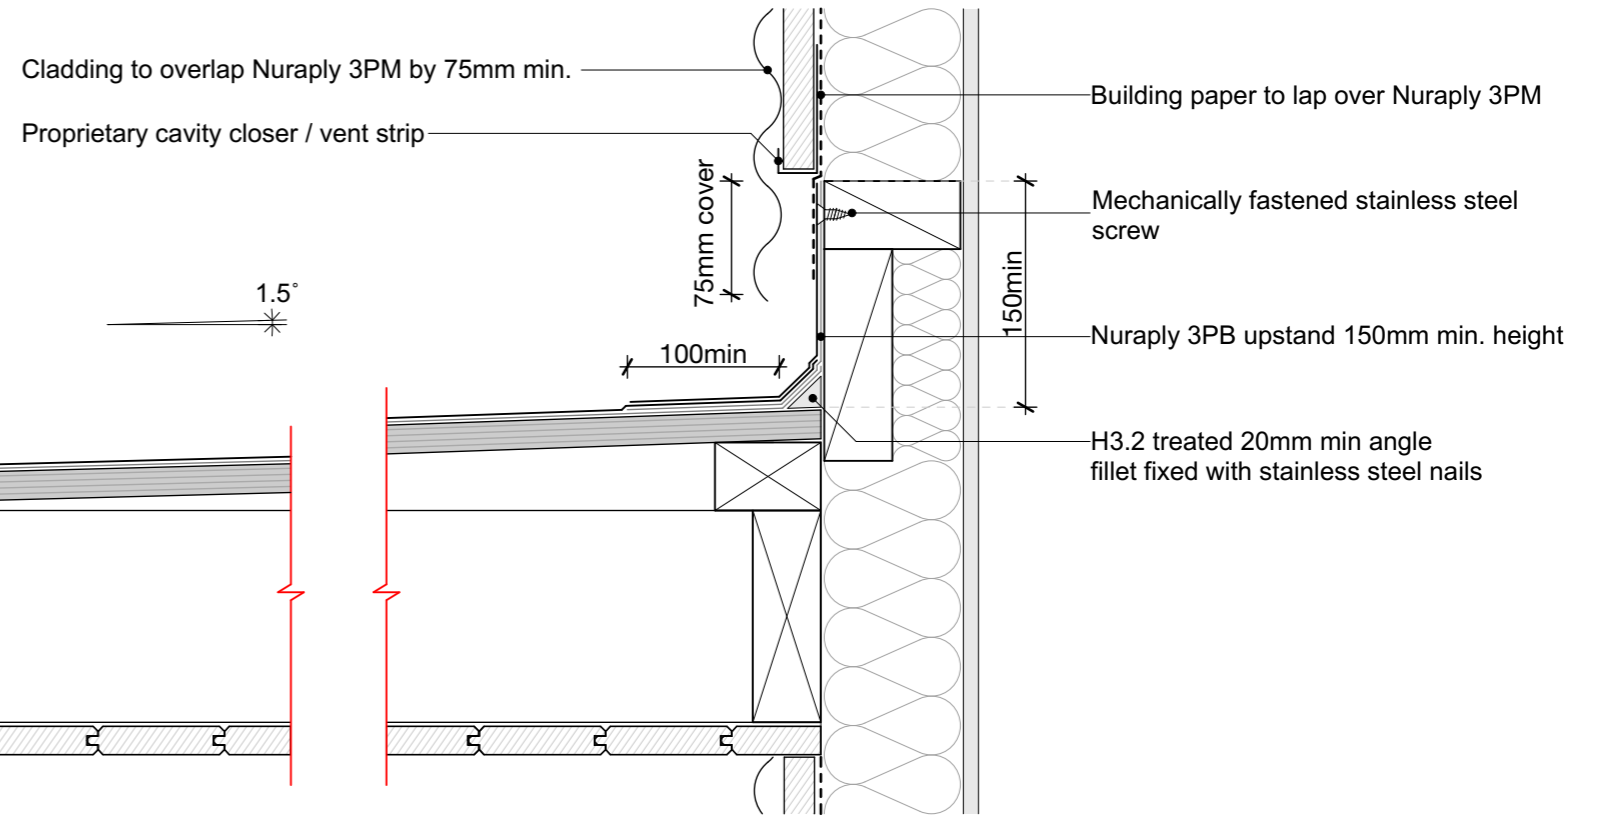 Cladding to overlap Nuraply 3PM by 75mm min.
Proprietary cavity closer / vent strip
75mm cover
1.5°
100min
150min
Building paper to lap over Nuraply 3PM
Mechanically fastened stainless steel
screw
Nuraply 3PB upstand 150mm min. height
H3.2 treated 20mm min angle
fillet fixed with stainless steel nails